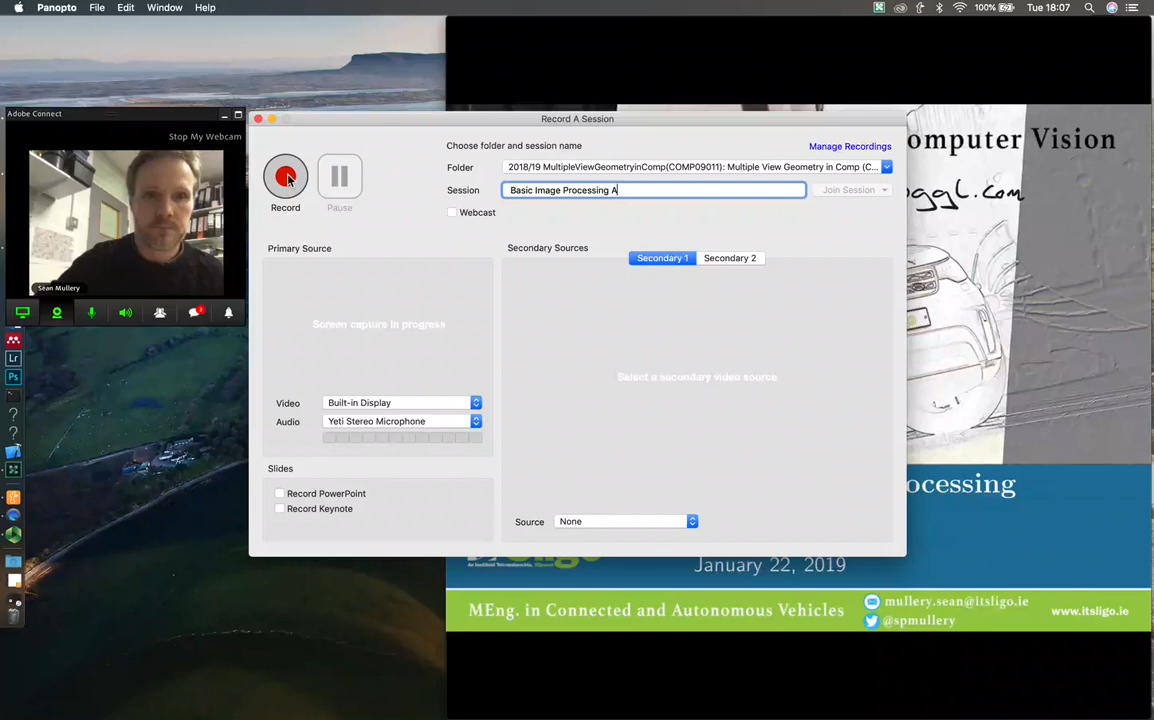 Panopto File Edit Window Help
100% Tue 18:07
Adobe Connect
Stop My Webcam
Sean Mullery
3
Lr
Ps
Record A Session
Choose folder and session name
Manage Recordings
Folder 2018/19 MultipleViewGeometryinComp(COMP09011): Multiple View Geometry in Comp (C...
Session Basic Image Processing A
Join Session
Webcast
Record
Pause
Primary Source
Screen capture in progress
Video Built-in Display
Audio Yeti Stereo Microphone
Slides
Record PowerPoint
Record Keynote
Secondary Sources
Secondary 1 Secondary 2
Select a secondary video source
Source None
omputer Vision
oggl.com
ocessing
January 22, 2019
MEng. in Connected and Autonomous Vehicles
mullery.sean@itsligo.ie
@spmullery
www.itsligo.ie